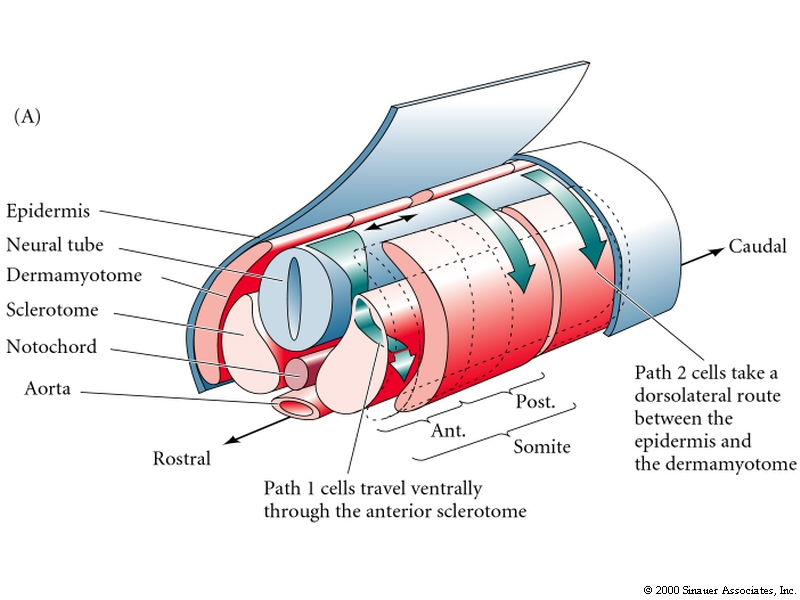 (A)
Epidermis
Neural tube
Dermamyotome
Sclerotome
Notochord
Aorta
Rostral
Caudal
Ant.
Post.
Somite
Path 1 cells travel ventrally
through the anterior sclerotome
Path 2 cells take a
dorsolateral route
between the
epidermis and
the dermamyotome
© 2000 Sinauer Associates, Inc.